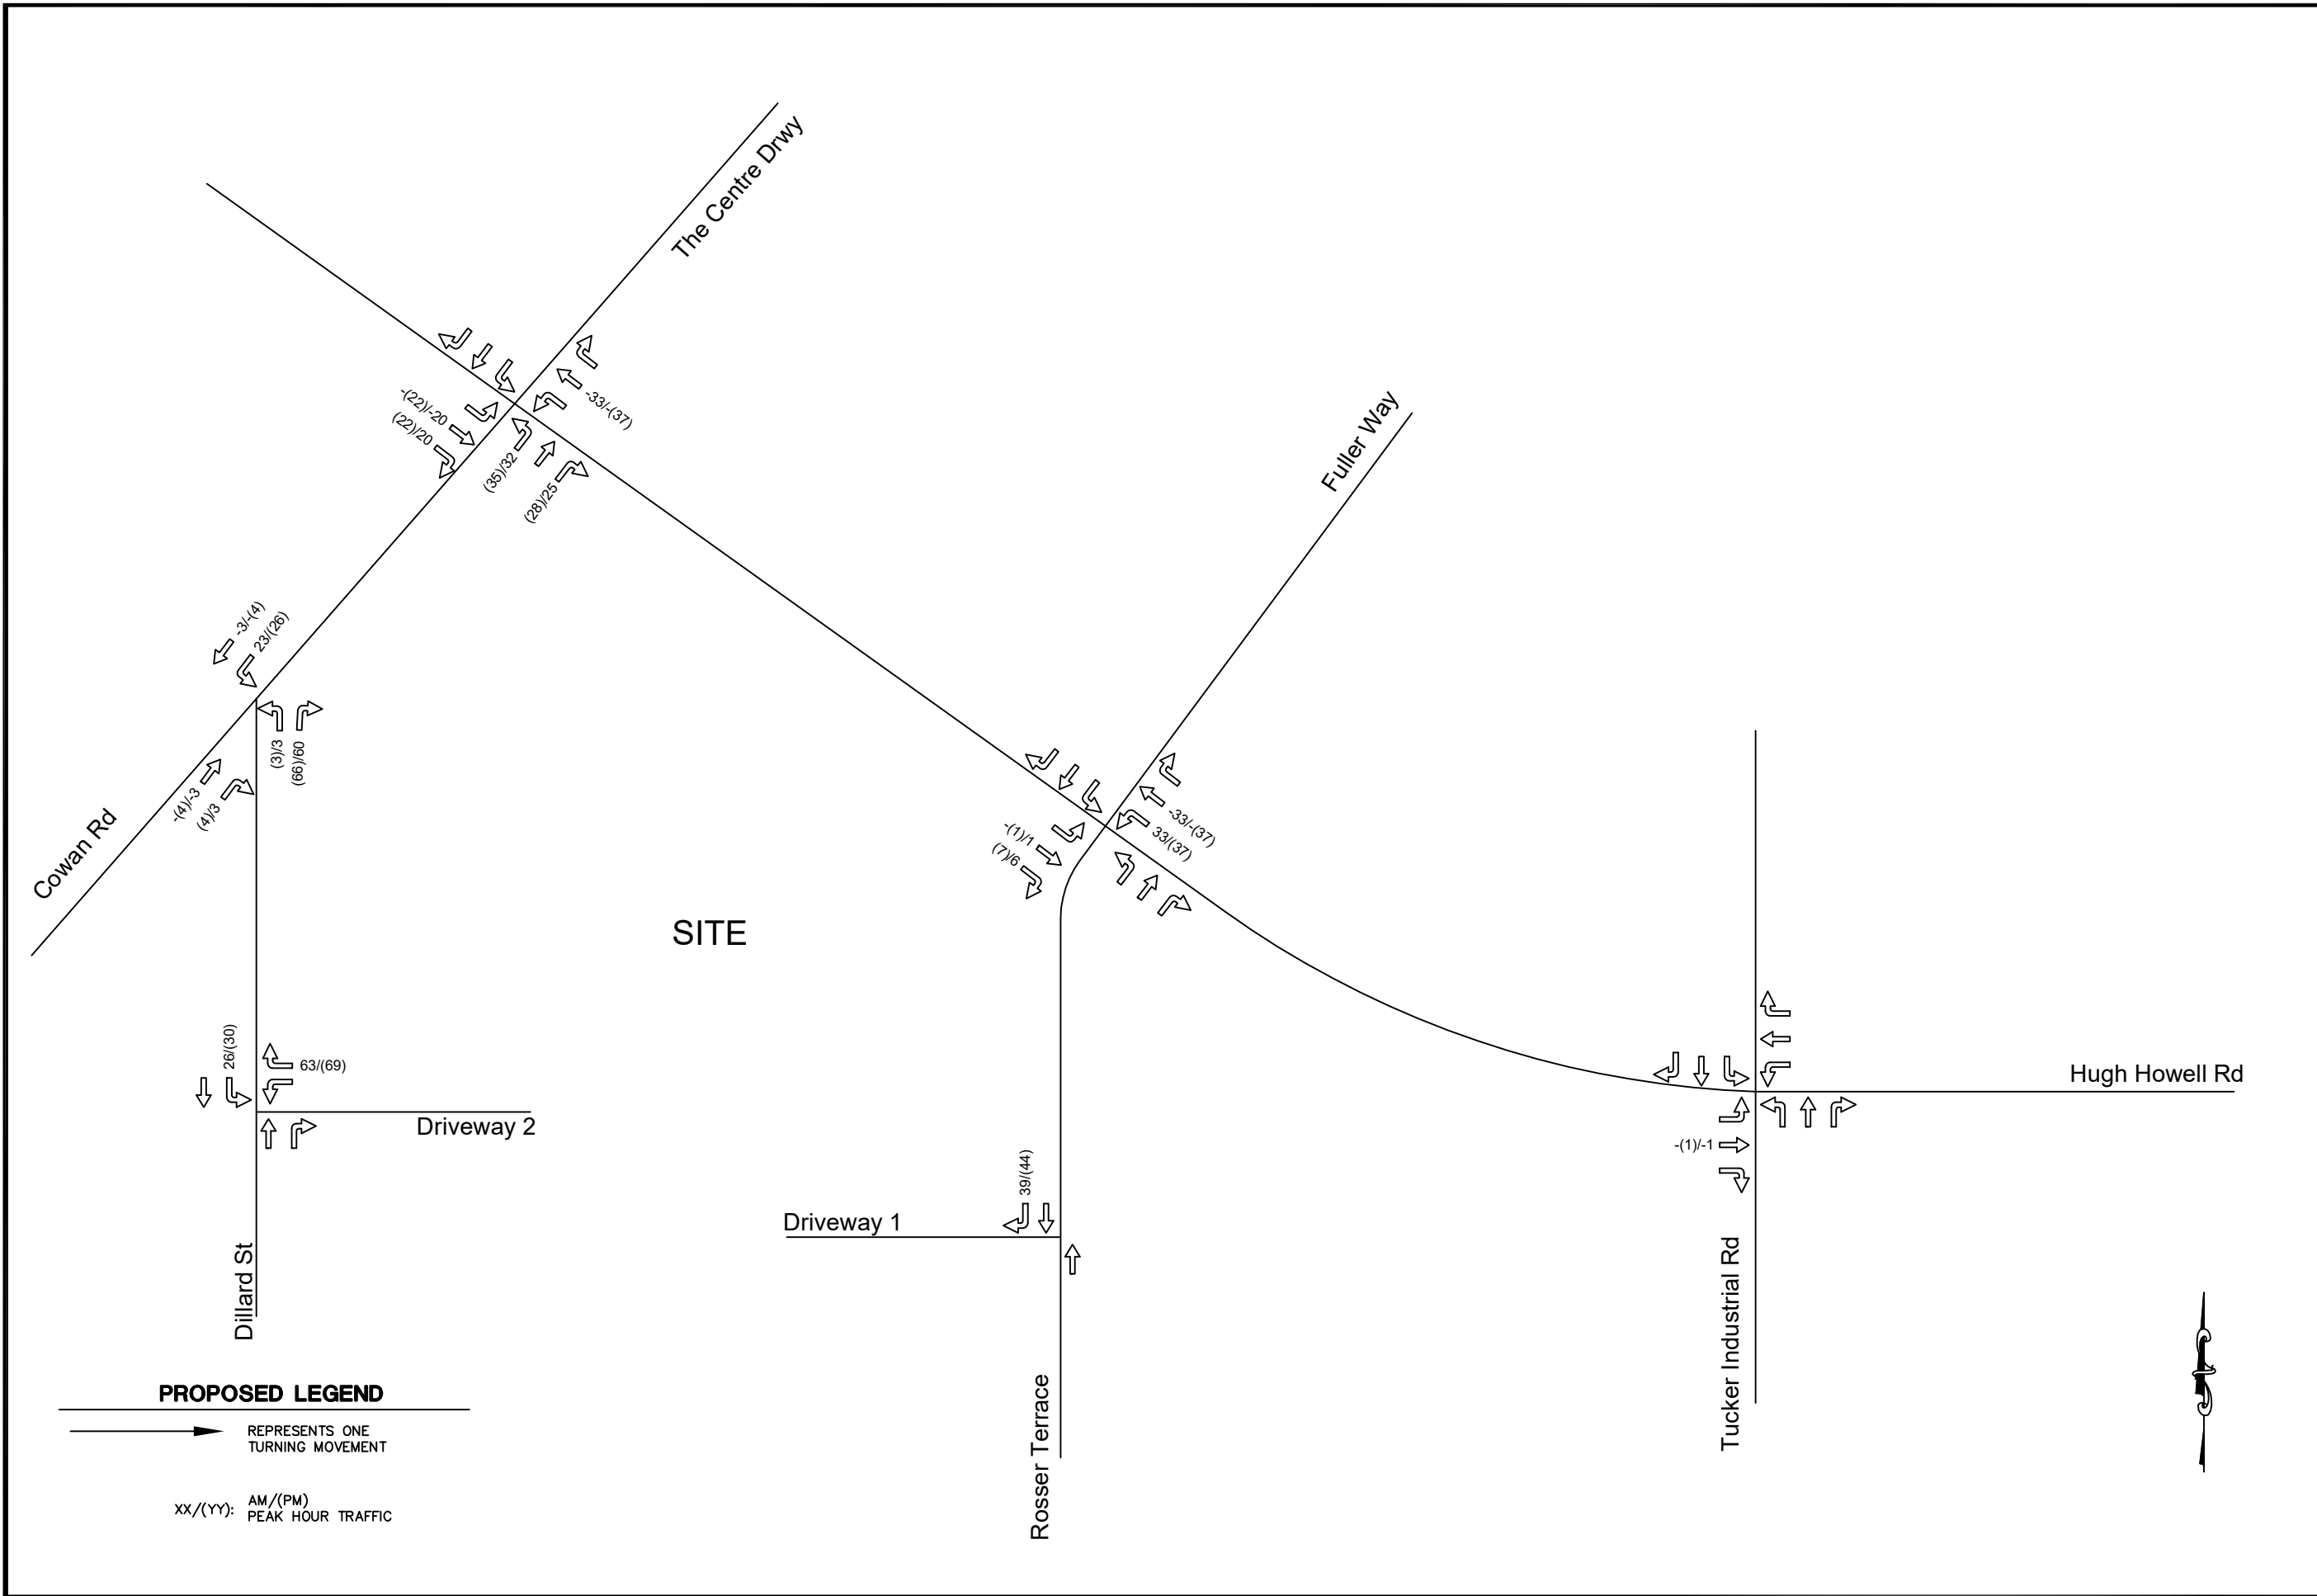 The Centre Drwy
-(22)/-20
(22)/20
-33/-(37)
(35)/32
(28)/25
Fuller Way
-3/-(4)
23/(26)
(3)/3
(66)/60
-(4)/-3
(4)/3
Cowan Rd
-(1)/1
(7)/6
-33/-(37)
33/(37)
SITE
26/(30)
63/(69)
Driveway 2
Hugh Howell Rd
-(1)/-1
39/(44)
Driveway 1
Dillard St
Rosser Terrace
Tucker Industrial Rd
PROPOSED LEGEND
REPRESENTS ONE
TURNING MOVEMENT
XX/(YY): AM/(PM)
PEAK HOUR TRAFFIC